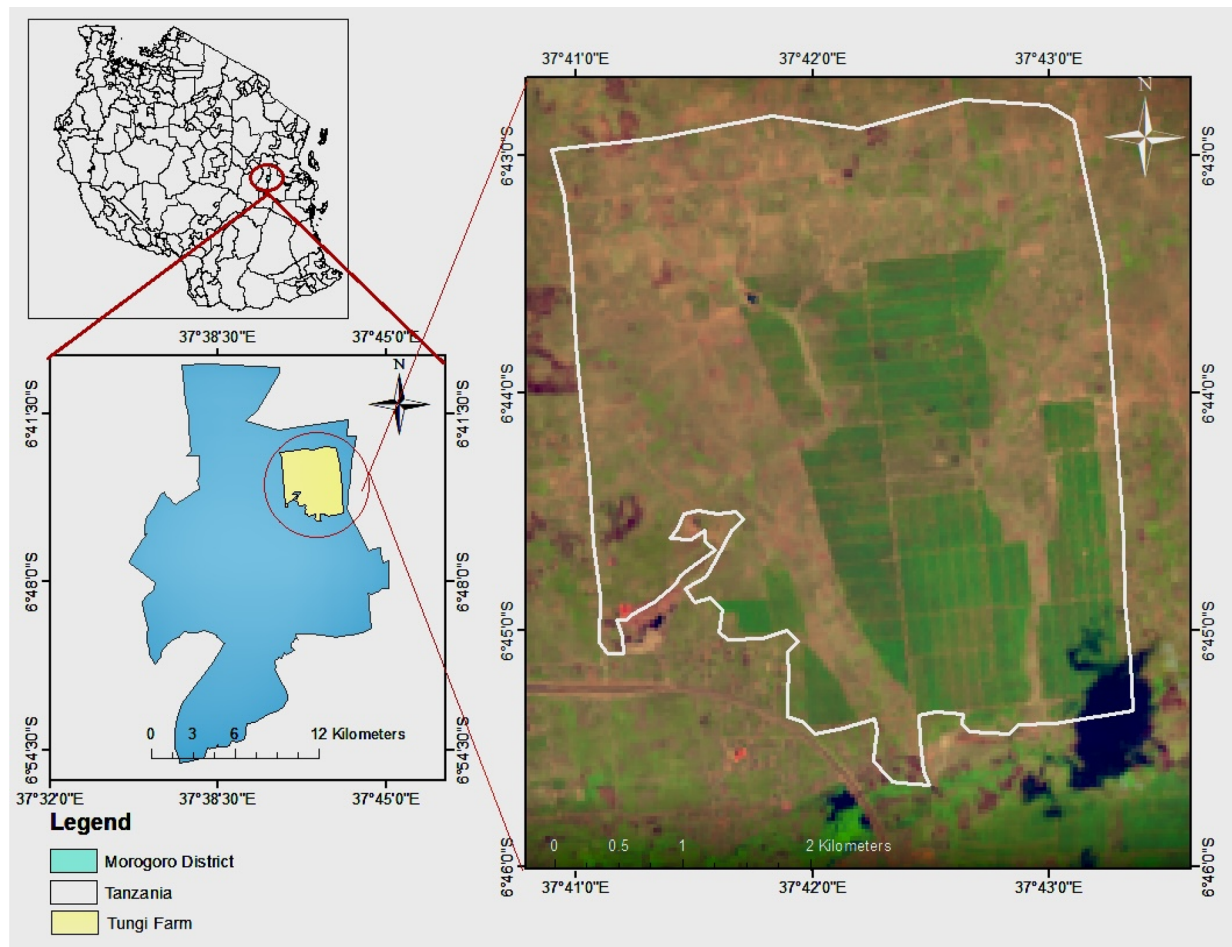 37°41'0"E 37°42'0"E 37°43'0"E
N
6°43'0"S 6°43'0"S
6°44'0"S 6°44'0"S
6°45'0"S 6°45'0"S
6°46'0"S 6°46'0"S
0 0.5 1 2 Kilometers
37°41'0"E 37°42'0"E 37°43'0"E
37°38'30"E 37°45'0"E
N
6°41'30"S 6°41'30"S
6°48'0"S 6°48'0"S
6°54'30"S 6°54'30"S
0 3 6 12 Kilometers
37°32'0"E 37°38'30"E 37°45'0"E
Legend
Morogoro District
Tanzania
Tungi Farm